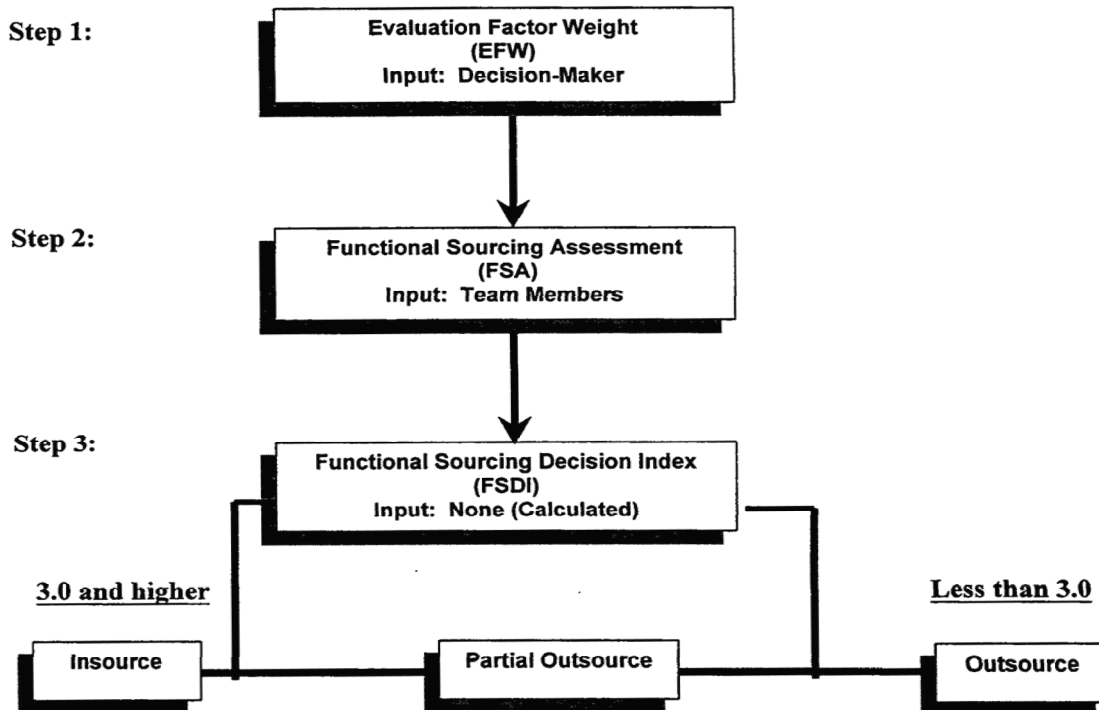 Step 1:
Evaluation Factor Weight
(EFW)
Input: Decision-Maker
Step 2:
Functional Sourcing Assessment
(FSA)
Input: Team Members
Step 3:
Functional Sourcing Decision Index
(FSDI)
Input: None (Calculated)
3.0 and higher
Less than 3.0
Insource
Partial Outsource
Outsource